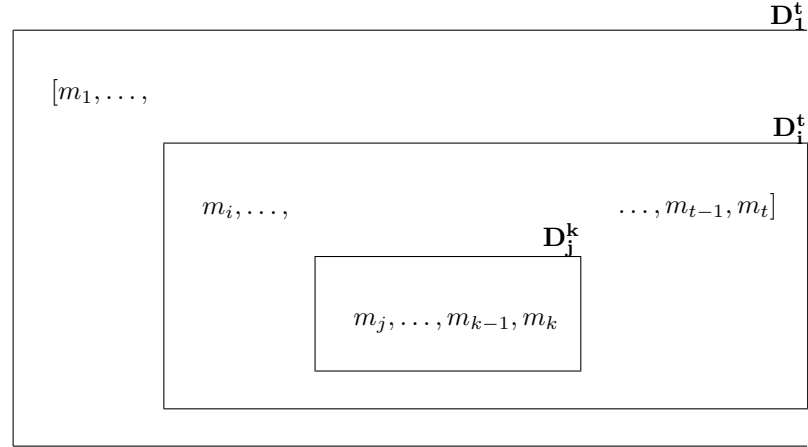 D_1^t
[m_1, …,
D_i^t
m_i, …,
…, m_{t−1}, m_t]
D_j^k
m_j, …, m_{k−1}, m_k